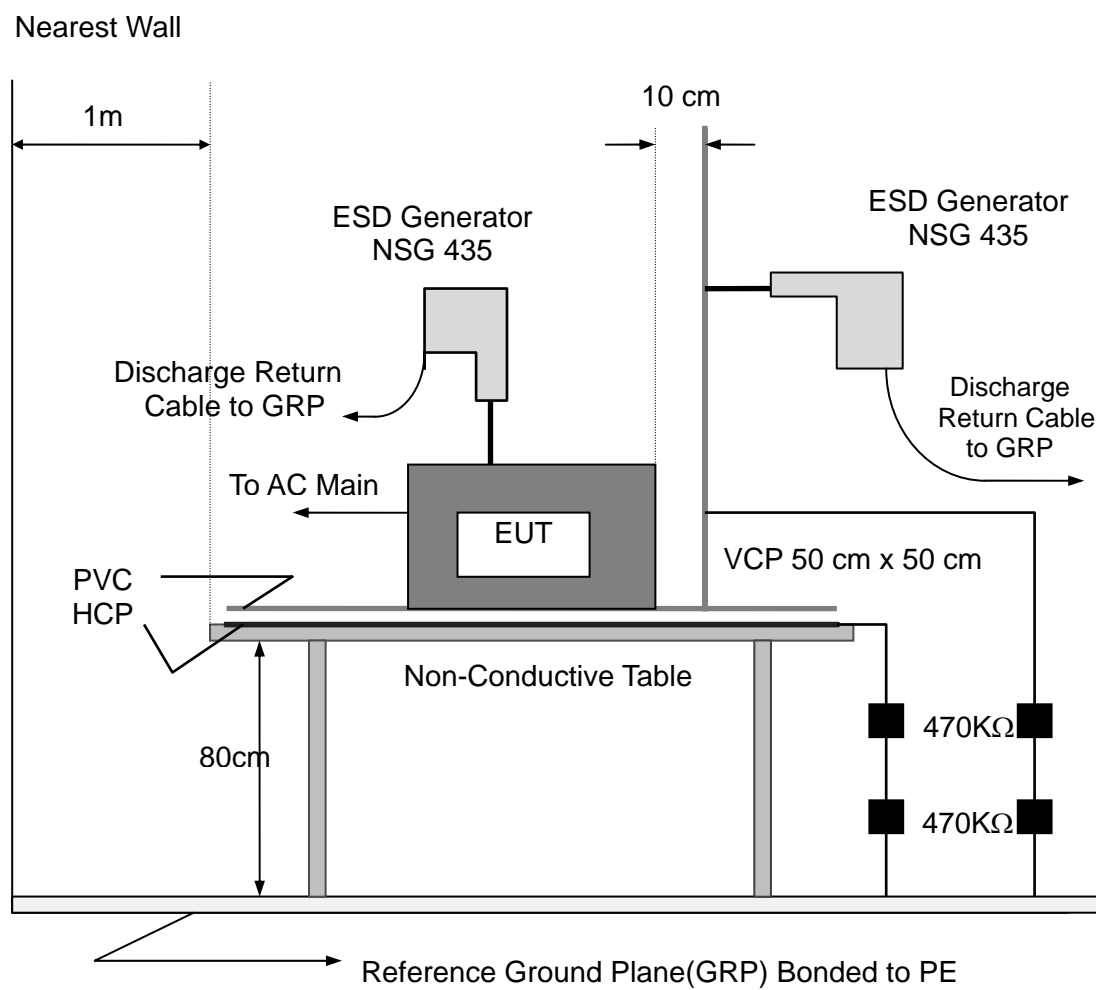 Nearest Wall
1m
10 cm
ESD Generator
NSG 435
ESD Generator
NSG 435
Discharge Return
Cable to GRP
Discharge
Return Cable
to GRP
To AC Main
EUT
VCP 50 cm x 50 cm
PVC
HCP
Non-Conductive Table
80cm
470KΩ
470KΩ
Reference Ground Plane(GRP) Bonded to PE